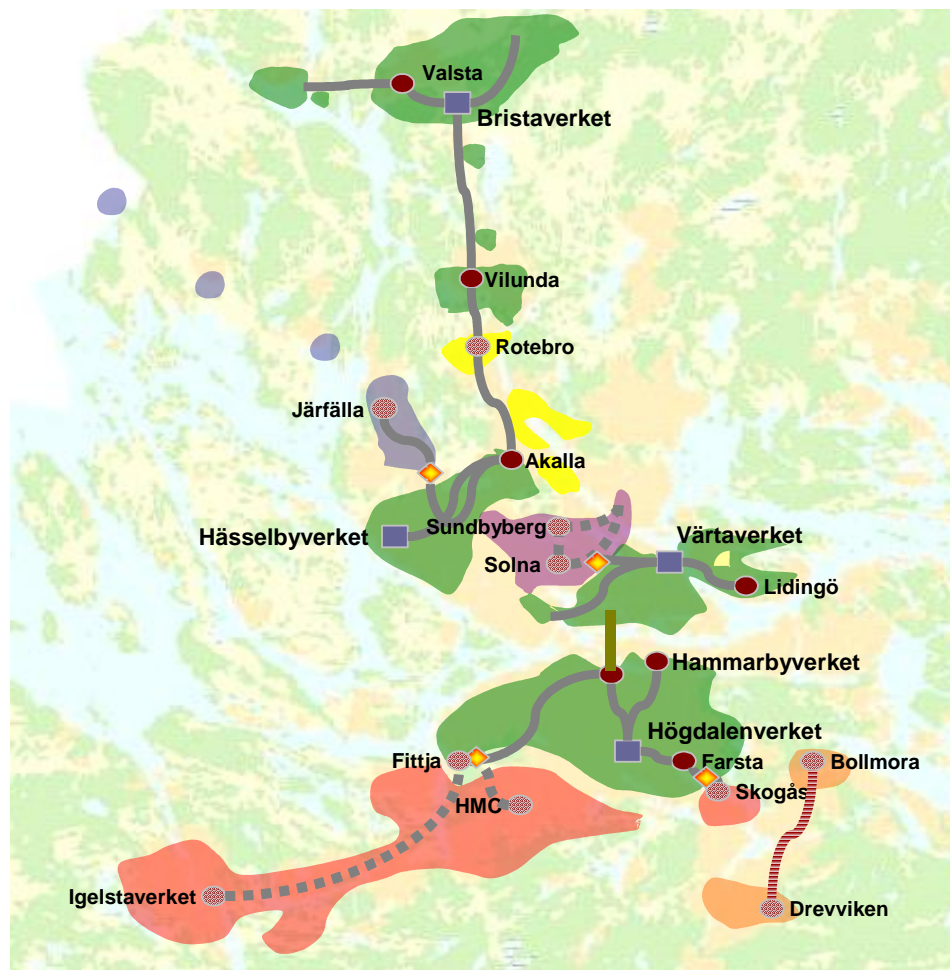 Valsta
Bristaverket
Vilunda
Rotebro
Järfälla
Akalla
Sundbyberg
Hässelbyverket
Värtaverket
Solna
Lidingö
Hammarbyverket
Högdalenverket
Fittja
Farsta
Bollmora
Skogås
HMC
Igelstaverket
Drevviken